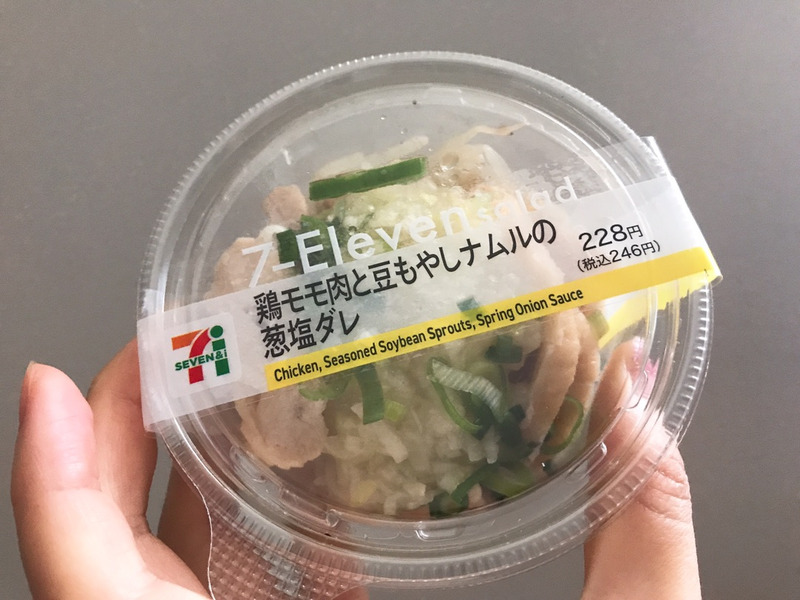 7-Eleven salad
鶏モモ肉と豆もやしナムルの
葱塩ダレ
228円
(税込246円)
Chicken, Seasoned Soybean Sprouts, Spring Onion Sauce
7i
SEVEN&i